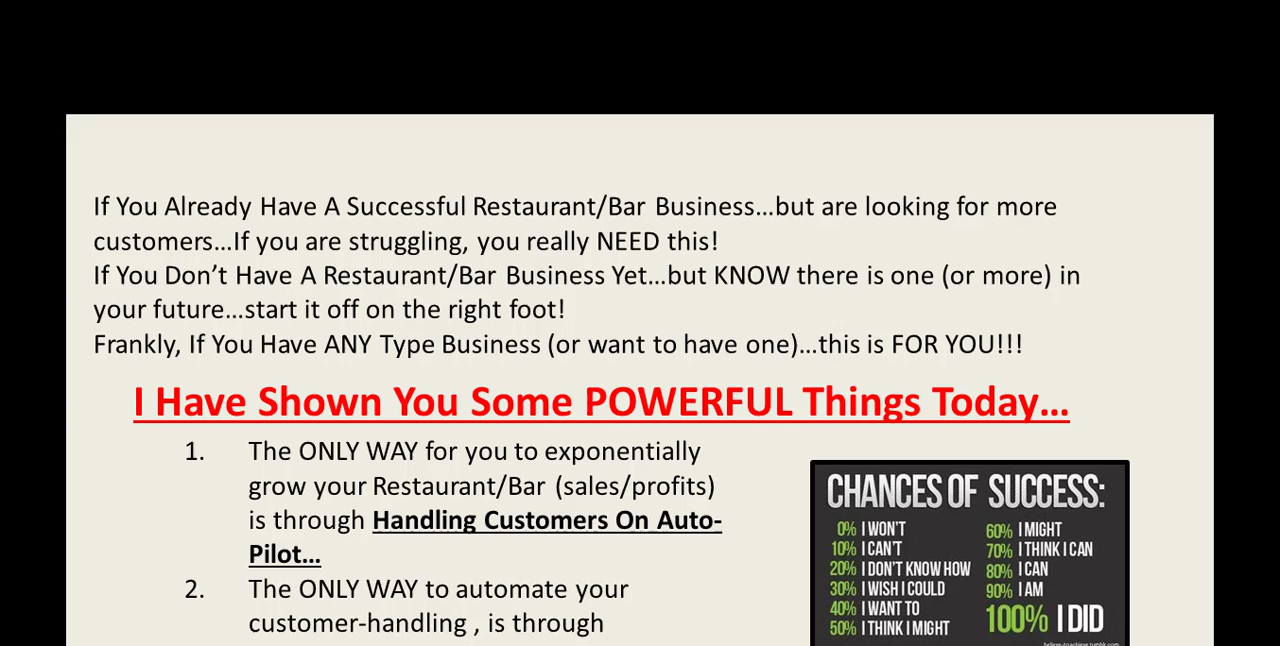 If You Already Have A Successful Restaurant/Bar Business…but are looking for more
customers…If you are struggling, you really NEED this!
If You Don’t Have A Restaurant/Bar Business Yet…but KNOW there is one (or more) in
your future…start it off on the right foot!
Frankly, If You Have ANY Type Business (or want to have one)…this is FOR YOU!!!
I Have Shown You Some POWERFUL Things Today…
1. The ONLY WAY for you to exponentially
grow your Restaurant/Bar (sales/profits)
is through Handling Customers On Auto-
Pilot…
2. The ONLY WAY to automate your
customer-handling , is through
CHANCES OF SUCCESS:
0% I WON'T
10% I CAN'T
20% I DON'T KNOW HOW
30% I WISH I COULD
40% I WANT TO
50% I THINK I MIGHT
60% I MIGHT
70% I THINK I CAN
80% I CAN
90% I AM
100% I DID